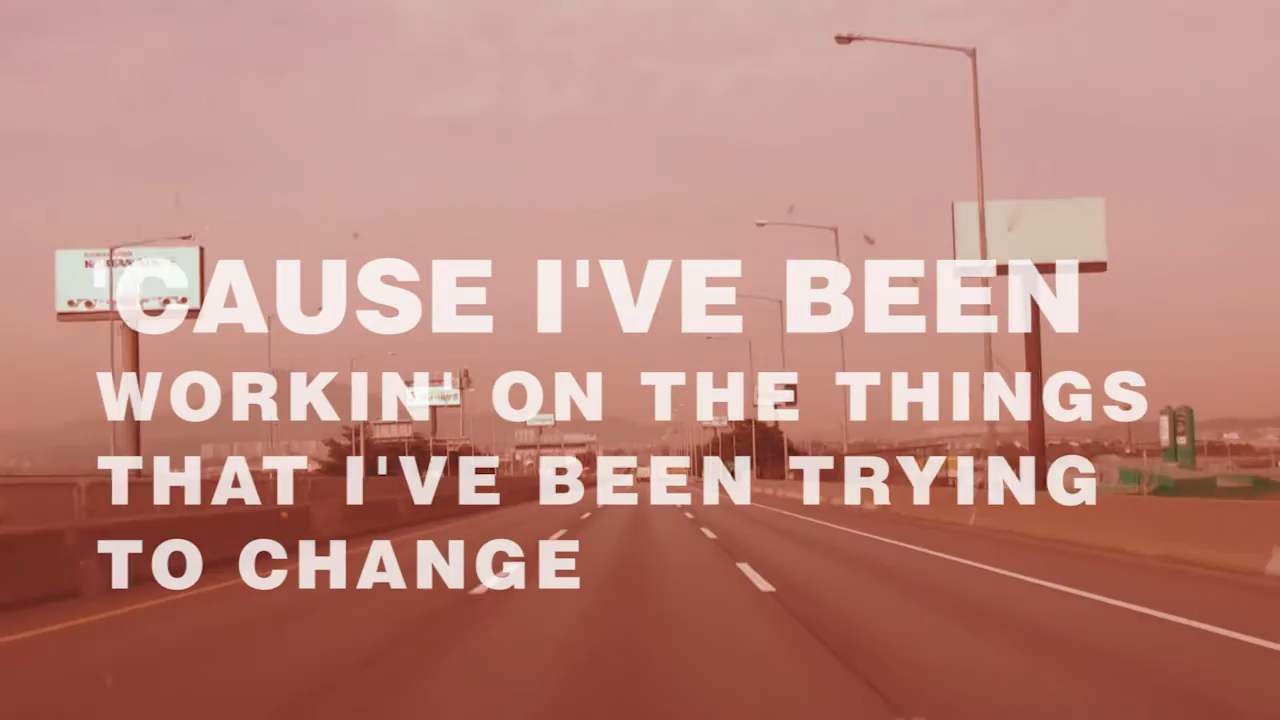 'CAUSE I'VE BEEN
WORKIN' ON THE THINGS
THAT I'VE BEEN TRYING
TO CHANGE